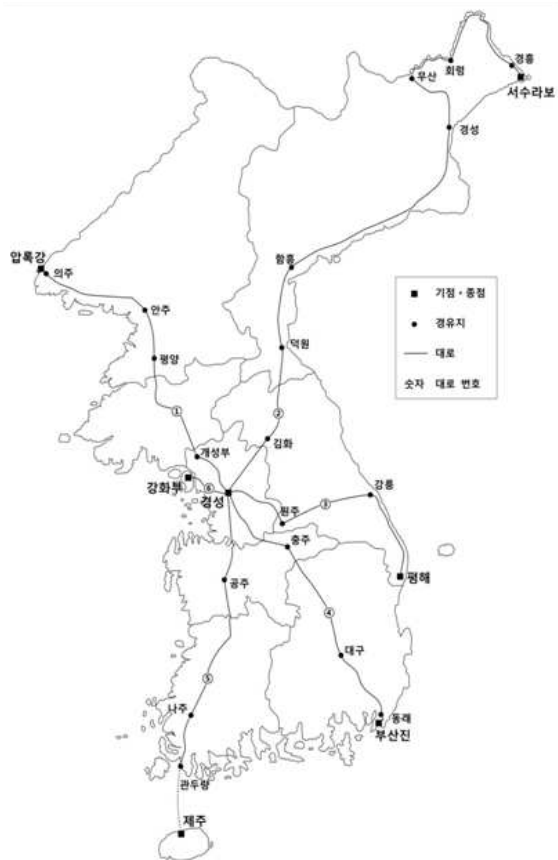 경흥
회령
무산
서수라보
경성
압록강
의주
함흥
안주
덕원
평양
■ 기점・종점
● 경유지
— 대로
숫자 대로 번호
①
②
김화
개성부
강화부
⑥
경성
강릉
③
원주
충주
평해
공주
④
대구
⑤
나주
동래
부산진
관두량
제주